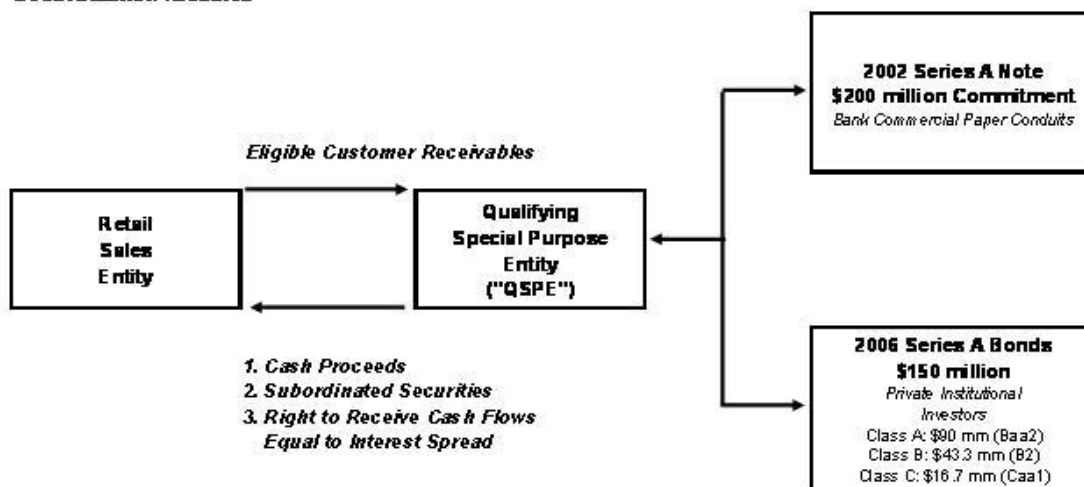 2002 Series A Note
$200 million Commitment
Bank Commercial Paper Conduits
Eligible Customer Receivables
Retail
Sales
Entity
Qualifying
Special Purpose
Entity
("QSPE")
1. Cash Proceeds
2. Subordinated Securities
3. Right to Receive Cash Flows
Equal to Interest Spread
2006 Series A Bonds
$150 million
Private Institutional
Investors
Class A: $90 mm (Baa2)
Class B: $43.3 mm (B2)
Class C: $16.7 mm (Caa1)